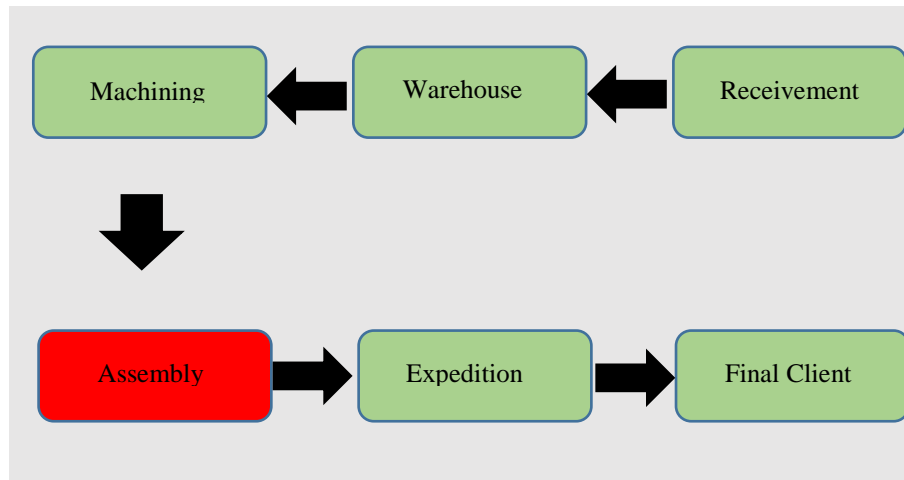 Machining
Warehouse
Receivement
Assembly
Expedition
Final Client